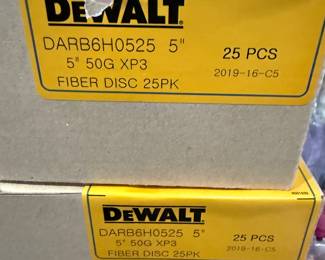 DEWALT
DARB6H0525 5" 25 PCS
5" 50G XP3 2019-16-C5
FIBER DISC 25PK
DEWALT
DARB6H0525 5" 25 PCS
5" 50G XP3 2019-16-C5
FIBER DISC 25PK